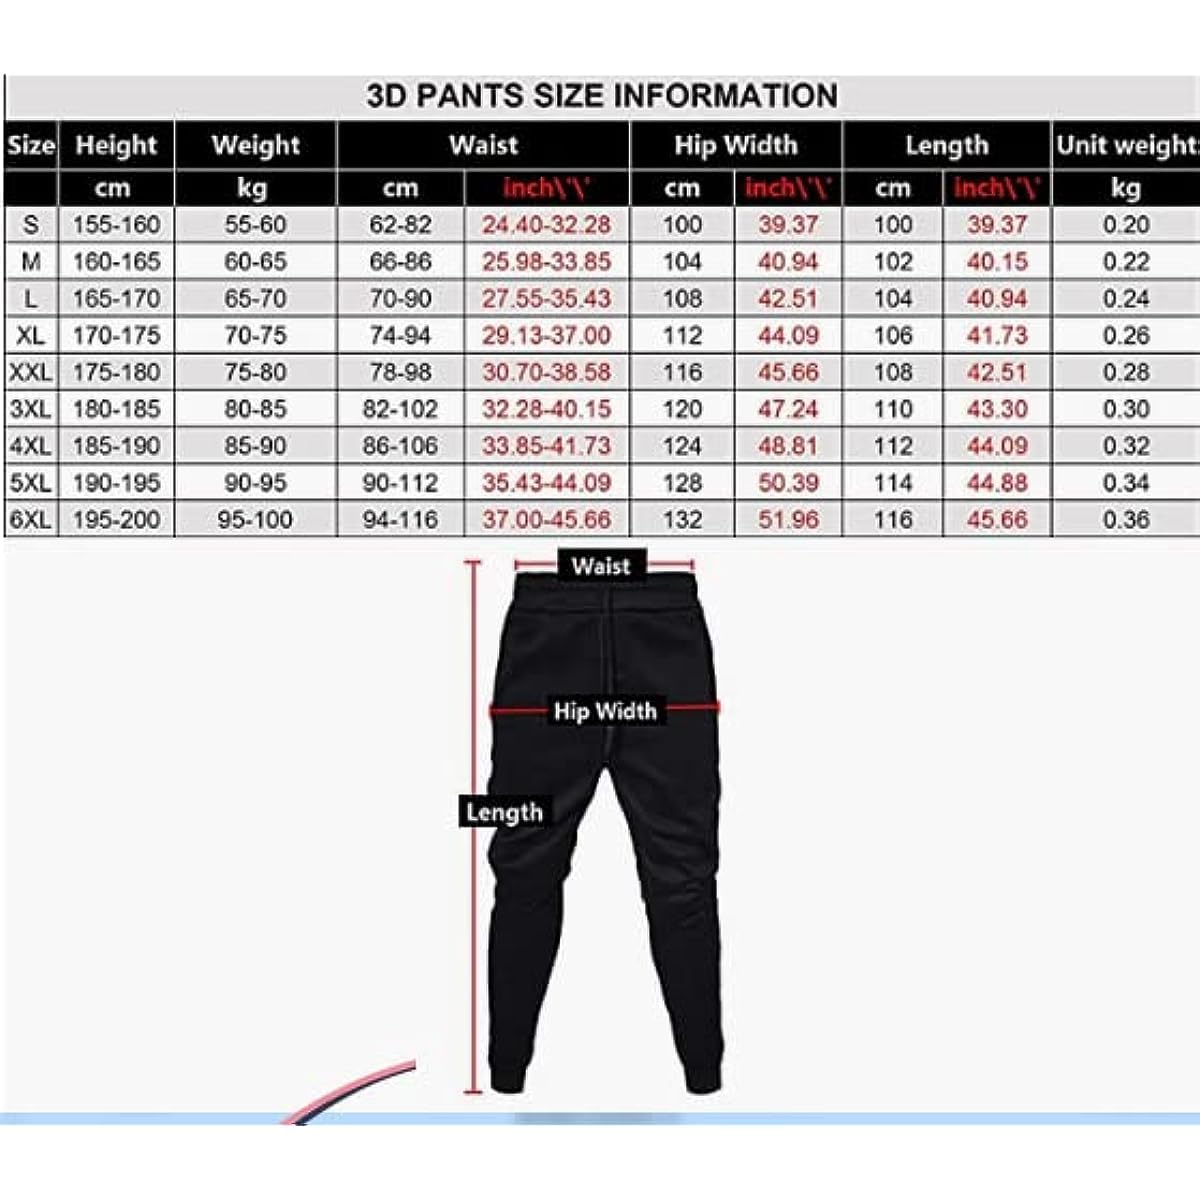 3D PANTS SIZE INFORMATION
Size Height Weight Waist Hip Width Length Unit weight:
cm kg cm inch\'\' cm inch\'\' cm inch\'\' kg
S 155-160 55-60 62-82 24.40-32.28 100 39.37 100 39.37 0.20
M 160-165 60-65 66-86 25.98-33.85 104 40.94 102 40.15 0.22
L 165-170 65-70 70-90 27.55-35.43 108 42.51 104 40.94 0.24
XL 170-175 70-75 74-94 29.13-37.00 112 44.09 106 41.73 0.26
XXL 175-180 75-80 78-98 30.70-38.58 116 45.66 108 42.51 0.28
3XL 180-185 80-85 82-102 32.28-40.15 120 47.24 110 43.30 0.30
4XL 185-190 85-90 86-106 33.85-41.73 124 48.81 112 44.09 0.32
5XL 190-195 90-95 90-112 35.43-44.09 128 50.39 114 44.88 0.34
6XL 195-200 95-100 94-116 37.00-45.66 132 51.96 116 45.66 0.36
Waist
Hip Width
Length